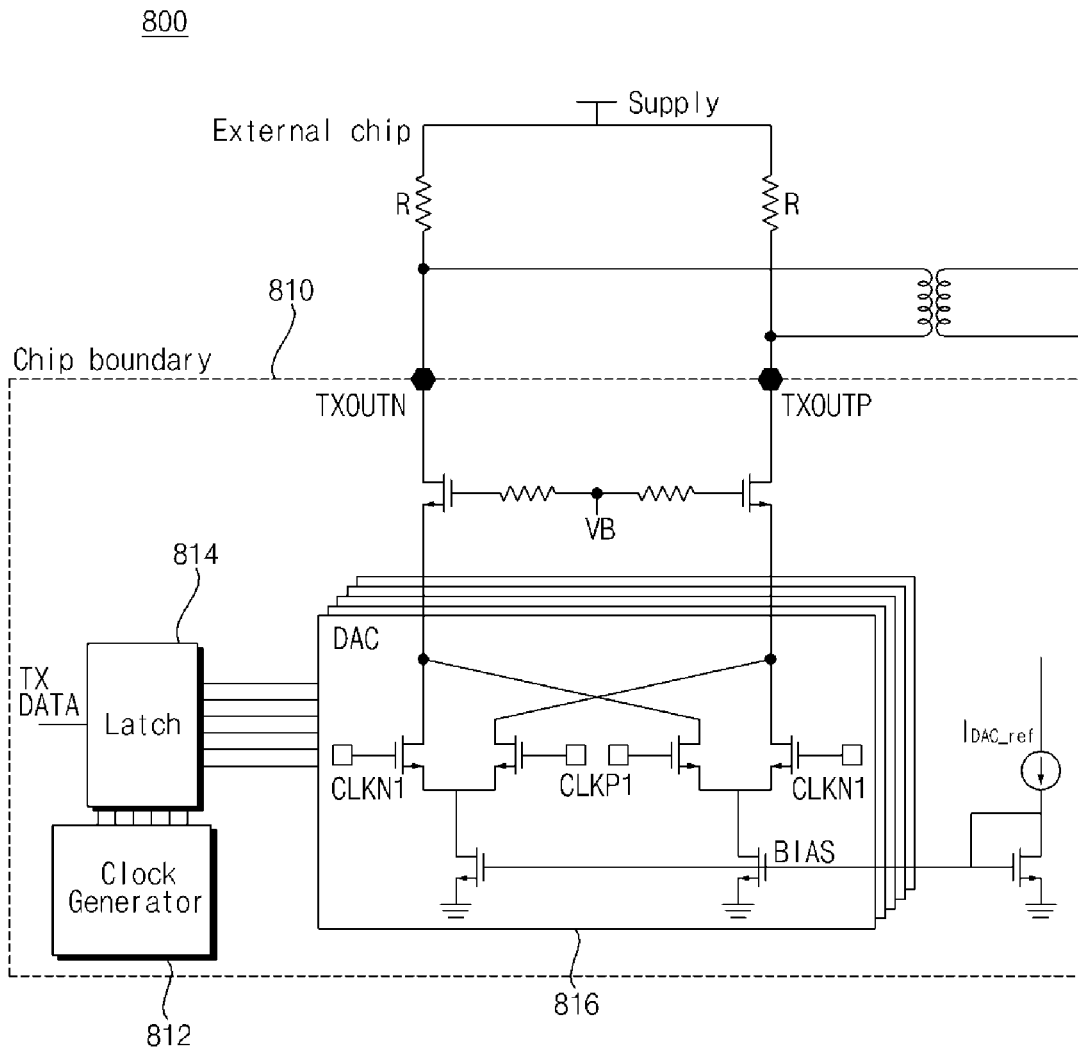 800
Supply
External chip
R
R
810
Chip boundary
TXOUTN
TXOUTP
VB
814
DAC
TX
DATA
Latch
IDAC_ref
CLKN1
CLKP1
CLKN1
BIAS
Clock
Generator
816
812